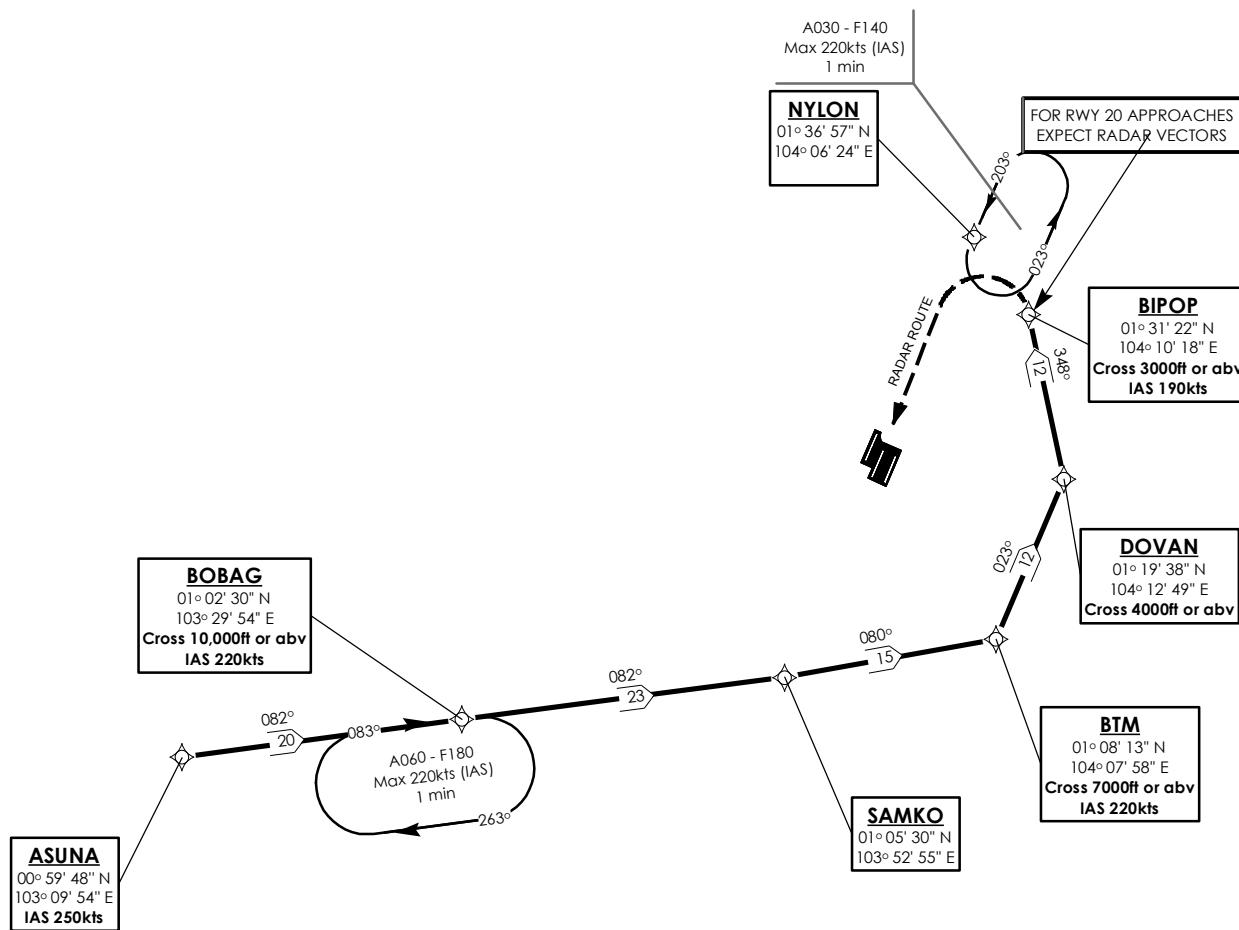 A030 - F140
Max 220kts (IAS)
1 min
NYLON
01° 36' 57" N
104° 06' 24" E
FOR RWY 20 APPROACHES
EXPECT RADAR VECTORS
203°
023°
RADAR ROUTE
BIPOP
01° 31' 22" N
104° 10' 18" E
Cross 3000ft or abv
IAS 190kts
348°
12
DOVAN
01° 19' 38" N
104° 12' 49" E
Cross 4000ft or abv
023°
12
BOBAG
01° 02' 30" N
103° 29' 54" E
Cross 10,000ft or abv
IAS 220kts
080°
15
082°
23
082°
20
083°
A060 - F180
Max 220kts (IAS)
1 min
263°
BTM
01° 08' 13" N
104° 07' 58" E
Cross 7000ft or abv
IAS 220kts
SAMKO
01° 05' 30" N
103° 52' 55" E
ASUNA
00° 59' 48" N
103° 09' 54" E
IAS 250kts